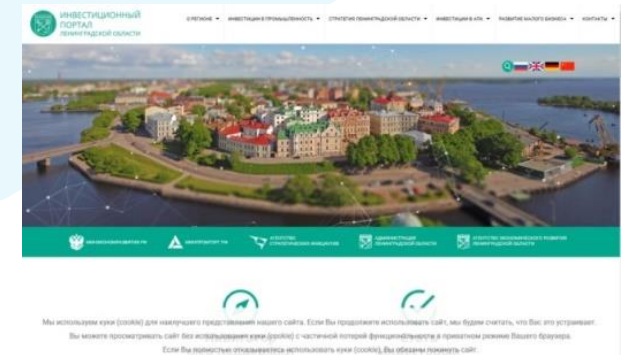 ИНВЕСТИЦИОННЫЙ
ПОРТАЛ
ЛЕНИНГРАДСКОЙ ОБЛАСТИ
О РЕГИОНЕ
ИНВЕСТИЦИИ В ПРОМЫШЛЕННОСТЬ
СТРАТЕГИЯ ЛЕНИНГРАДСКОЙ ОБЛАСТИ
ИНВЕСТИЦИИ В АПК
РАЗВИТИЕ МАЛОГО БИЗНЕСА
КОНТАКТЫ
МИНЭКОНОМРАЗВИТИЯ РФ
МИНПРОМТОРГ РФ
АГЕНТСТВО
СТРАТЕГИЧЕСКИХ ИНИЦИАТИВ
АДМИНИСТРАЦИЯ
ЛЕНИНГРАДСКОЙ ОБЛАСТИ
АГЕНТСТВО ЭКОНОМИЧЕСКОГО РАЗВИТИЯ
ЛЕНИНГРАДСКОЙ ОБЛАСТИ
Мы используем куки (cookie) для наилучшего представления нашего сайта. Если Вы продолжите использовать сайт, мы будем считать, что Вас это устраивает.
Вы можете просматривать сайт без использования куки (cookie) с частичной потерей функциональности в приватном режиме Вашего браузера.
Если Вы полностью отказываетесь использовать куки (cookie), Вы обязаны покинуть сайт.